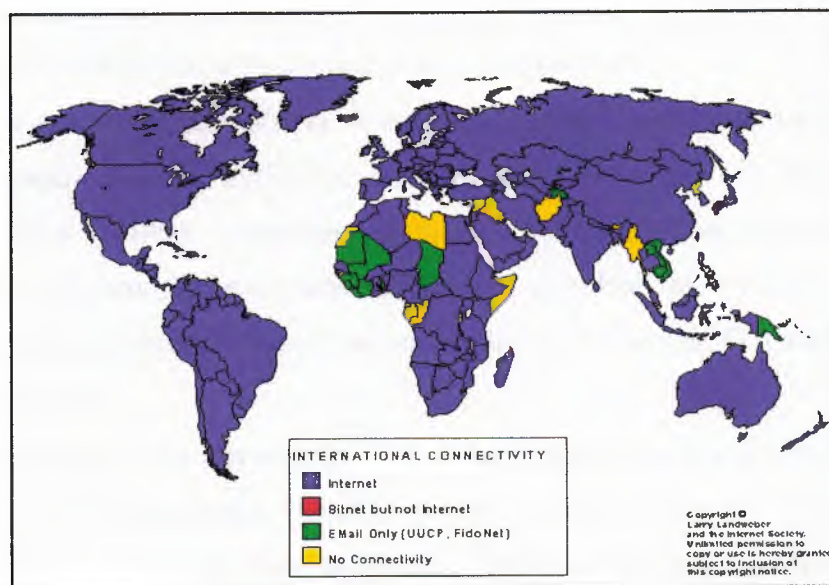 INTERNATIONAL CONNECTIVITY
Internet
Bitnet but not Internet
EMail Only (UUCP, FidoNet)
No Connectivity
Copyright ©
Larry Landweber
and the Internet Society.
Unlimited permission to
copy or use is hereby granted
subject to inclusion of
this copyright notice.